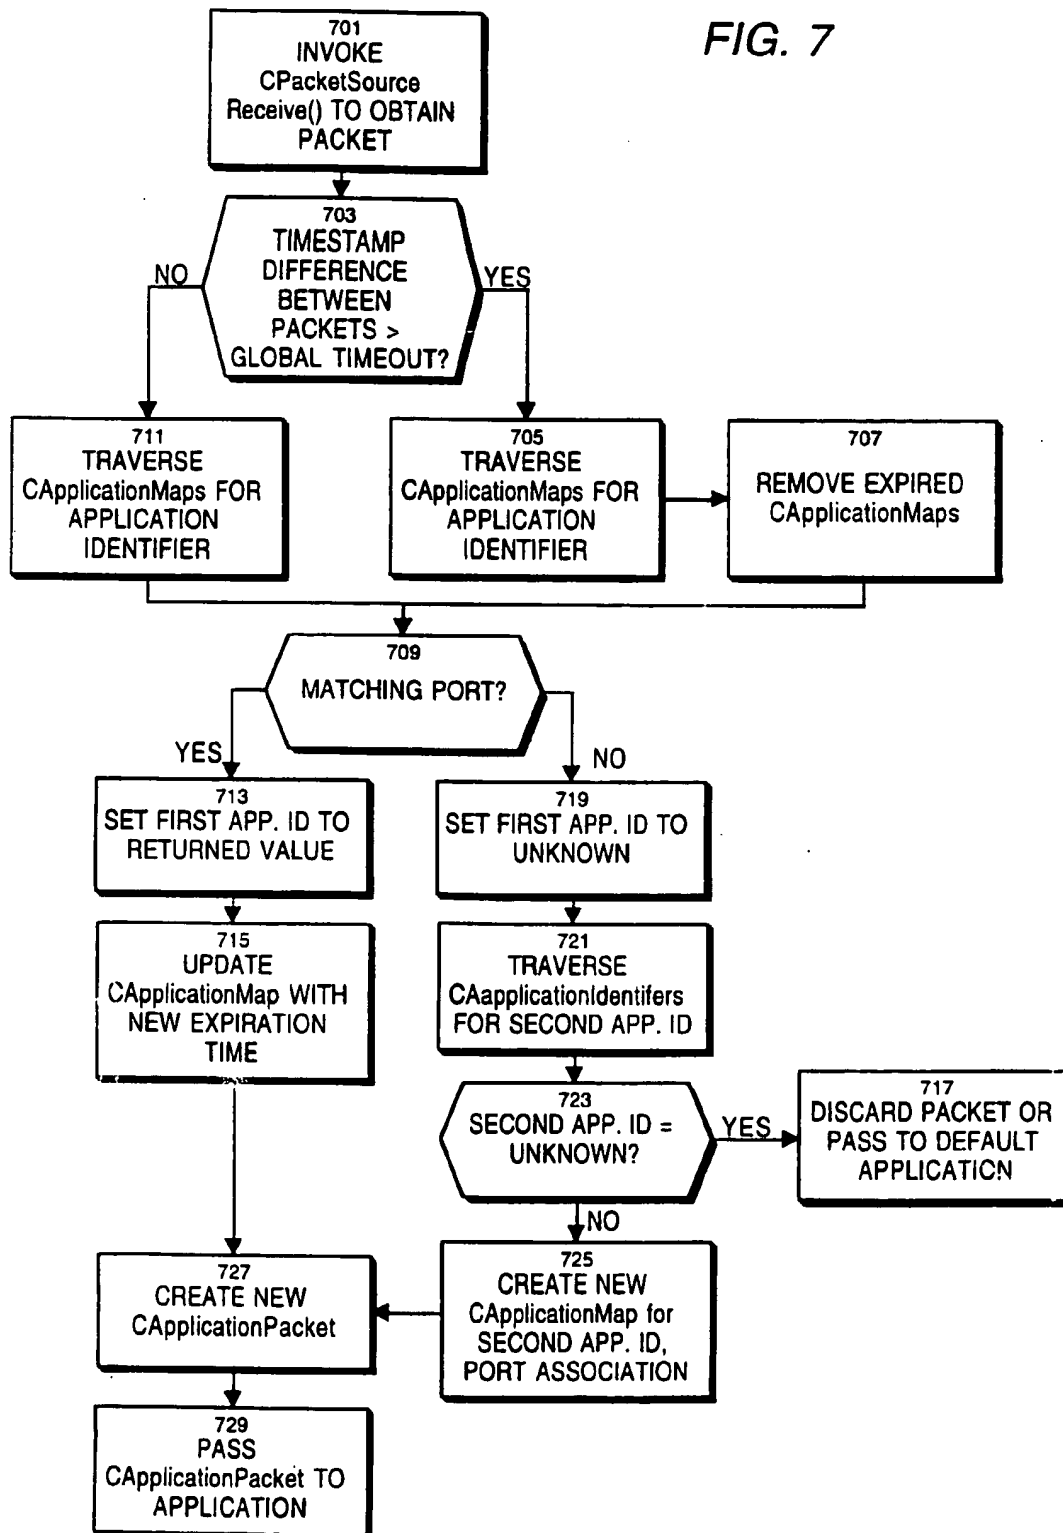 FIG. 7
701
INVOKE
CPacketSource
Receive() TO OBTAIN
PACKET
703
TIMESTAMP
DIFFERENCE
BETWEEN
PACKETS >
GLOBAL TIMEOUT?
NO
YES
711
TRAVERSE
CApplicationMaps FOR
APPLICATION
IDENTIFIER
705
TRAVERSE
CApplicationMaps FOR
APPLICATION
IDENTIFIER
707
REMOVE EXPIRED
CApplicationMaps
709
MATCHING PORT?
YES
NO
713
SET FIRST APP. ID TO
RETURNED VALUE
719
SET FIRST APP. ID TO
UNKNOWN
715
UPDATE
CApplicationMap WITH
NEW EXPIRATION
TIME
721
TRAVERSE
CAapplicationIdentifers
FOR SECOND APP. ID
723
SECOND APP. ID =
UNKNOWN?
YES
717
DISCARD PACKET OR
PASS TO DEFAULT
APPLICATION
NO
727
CREATE NEW
CApplicationPacket
725
CREATE NEW
CApplicationMap for
SECOND APP. ID,
PORT ASSOCIATION
729
PASS
CApplicationPacket TO
APPLICATION